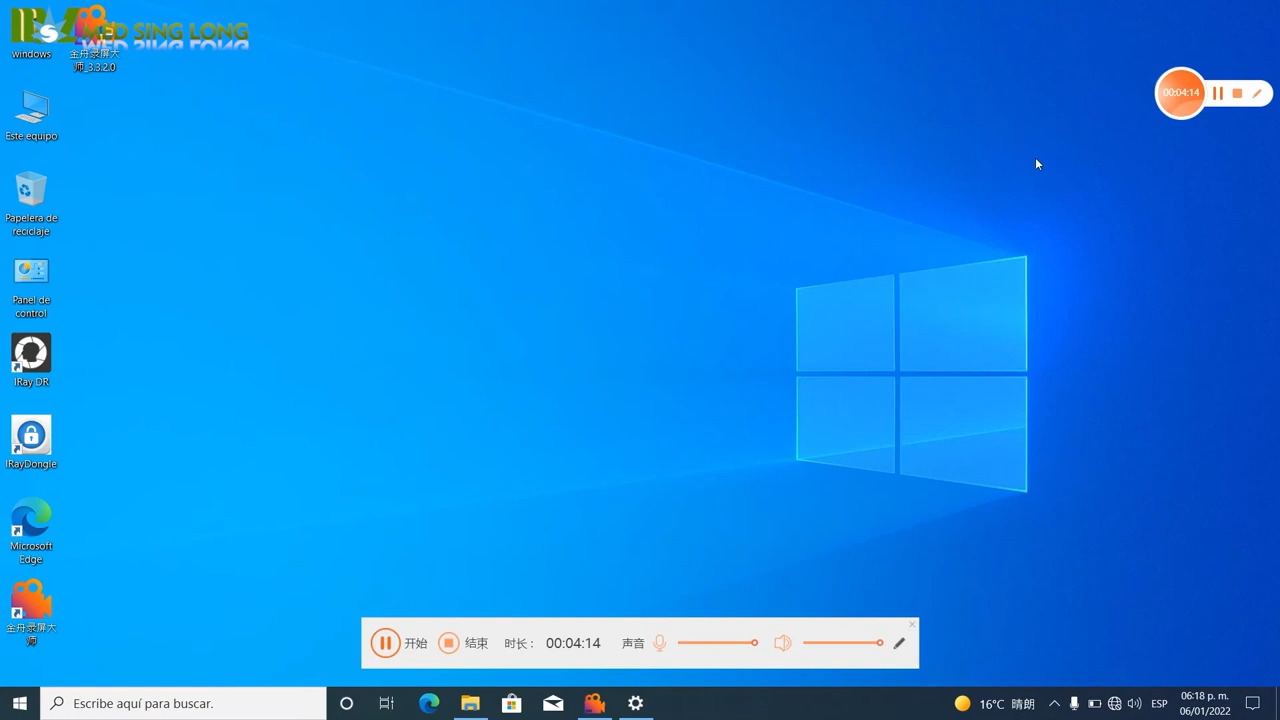 MED SING LONG
windows
金舟录屏大
师_3.3.2.0
Este equipo
Papelera de
reciclaje
Panel de
control
IRay DR
IRayDongle
Microsoft
Edge
金舟录屏大
师
00:04:14
开始 结束 时长： 00:04:14 声音
Escribe aquí para buscar.
16°C 晴朗
ESP
06:18 p. m.
06/01/2022